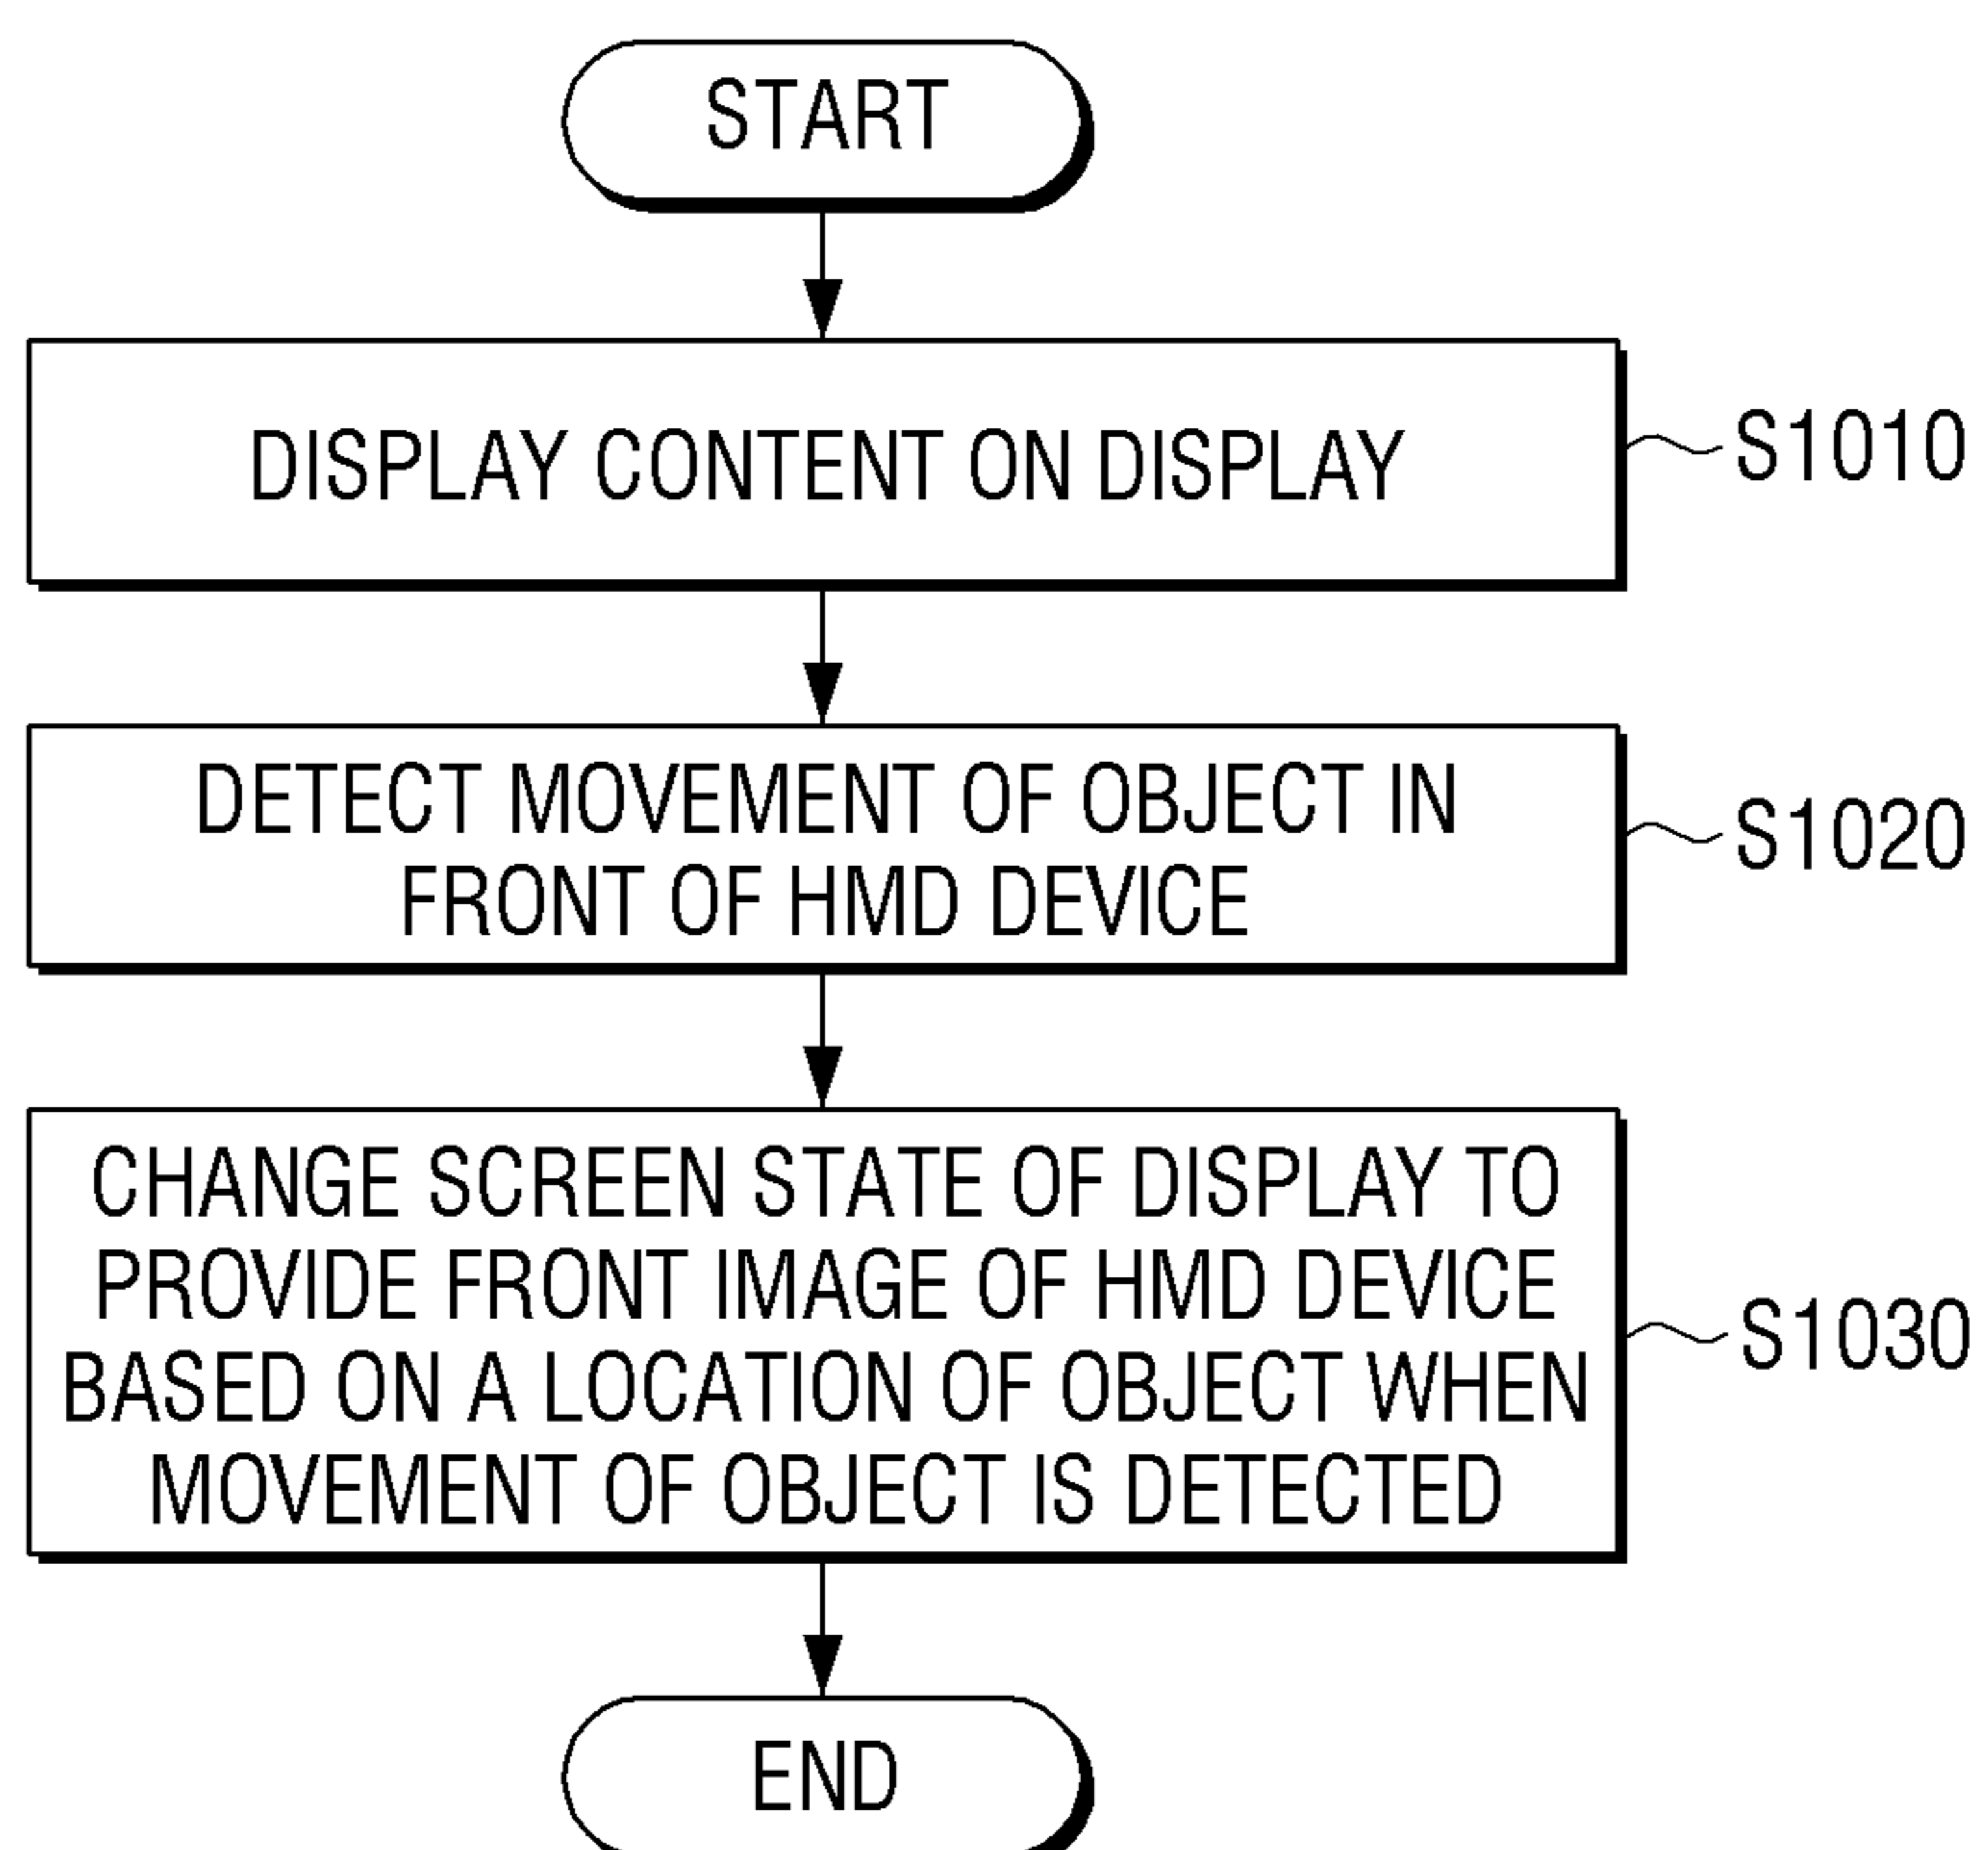 START
DISPLAY CONTENT ON DISPLAY
S1010
DETECT MOVEMENT OF OBJECT IN
FRONT OF HMD DEVICE
S1020
CHANGE SCREEN STATE OF DISPLAY TO
PROVIDE FRONT IMAGE OF HMD DEVICE
BASED ON A LOCATION OF OBJECT WHEN
MOVEMENT OF OBJECT IS DETECTED
S1030
END